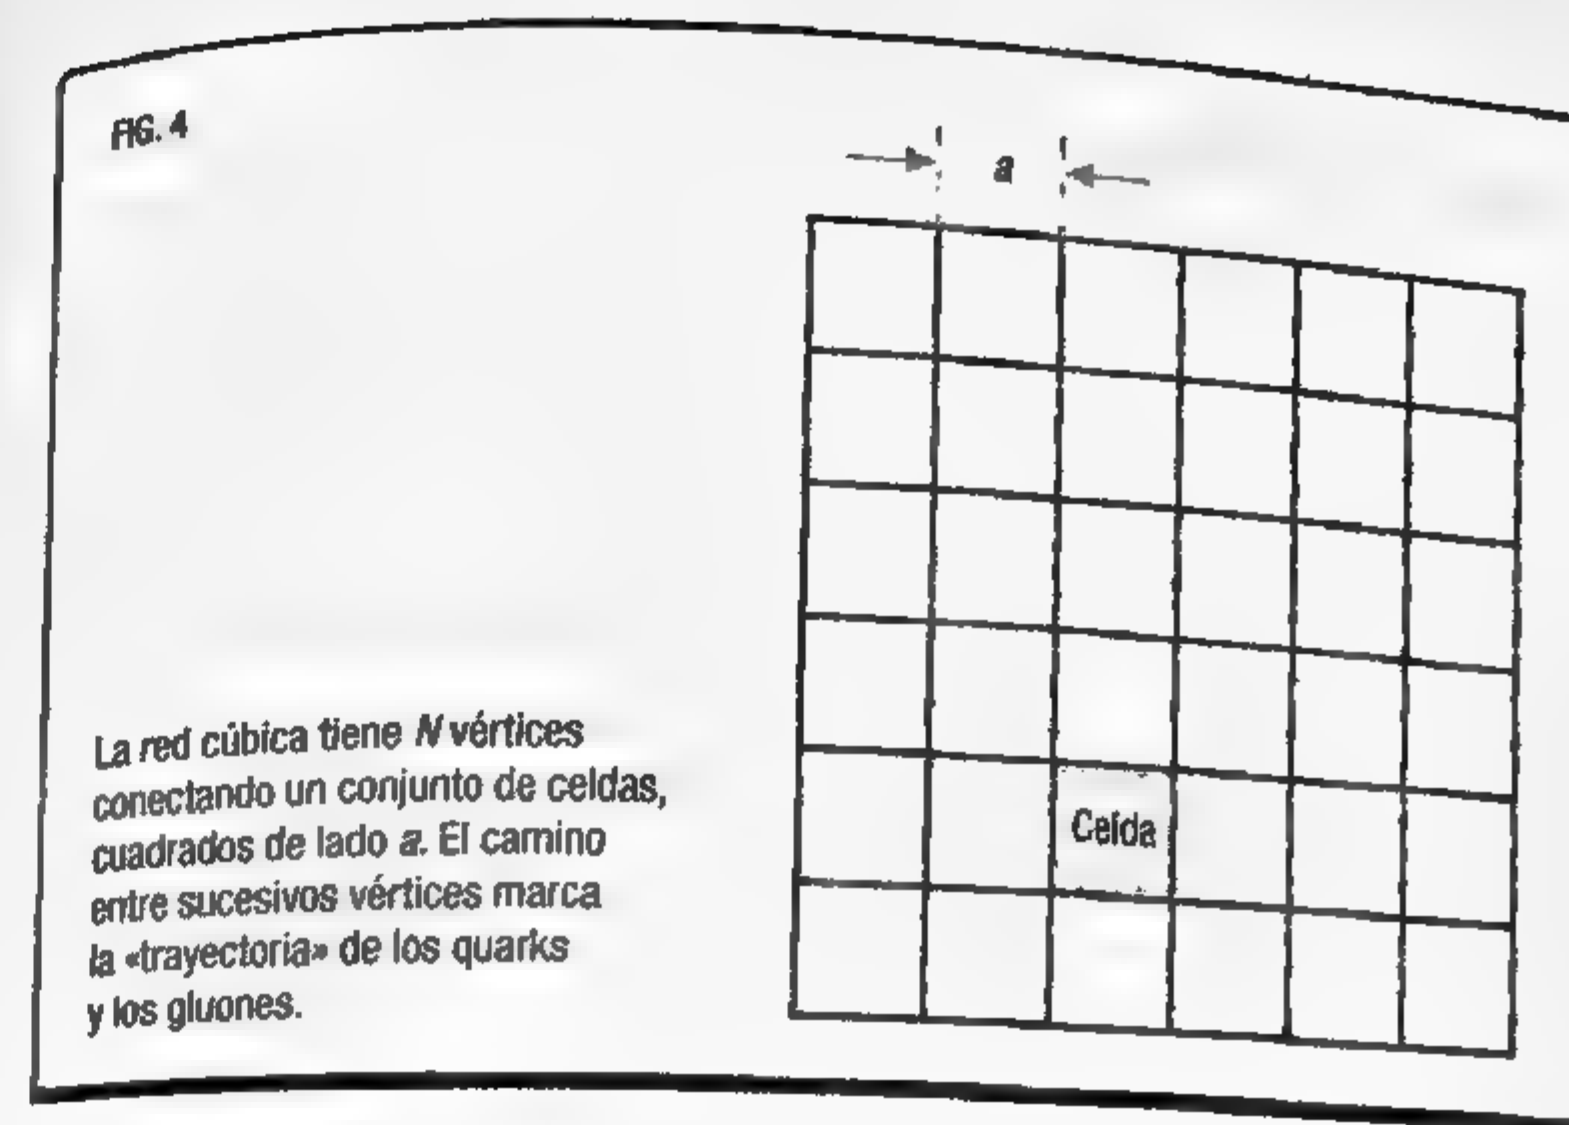 FIG. 4
a
La red cúbica tiene N vértices
conectando un conjunto de celdas,
cuadrados de lado a. El camino
entre sucesivos vértices marca
la «trayectoria» de los quarks
y los gluones.
Celda